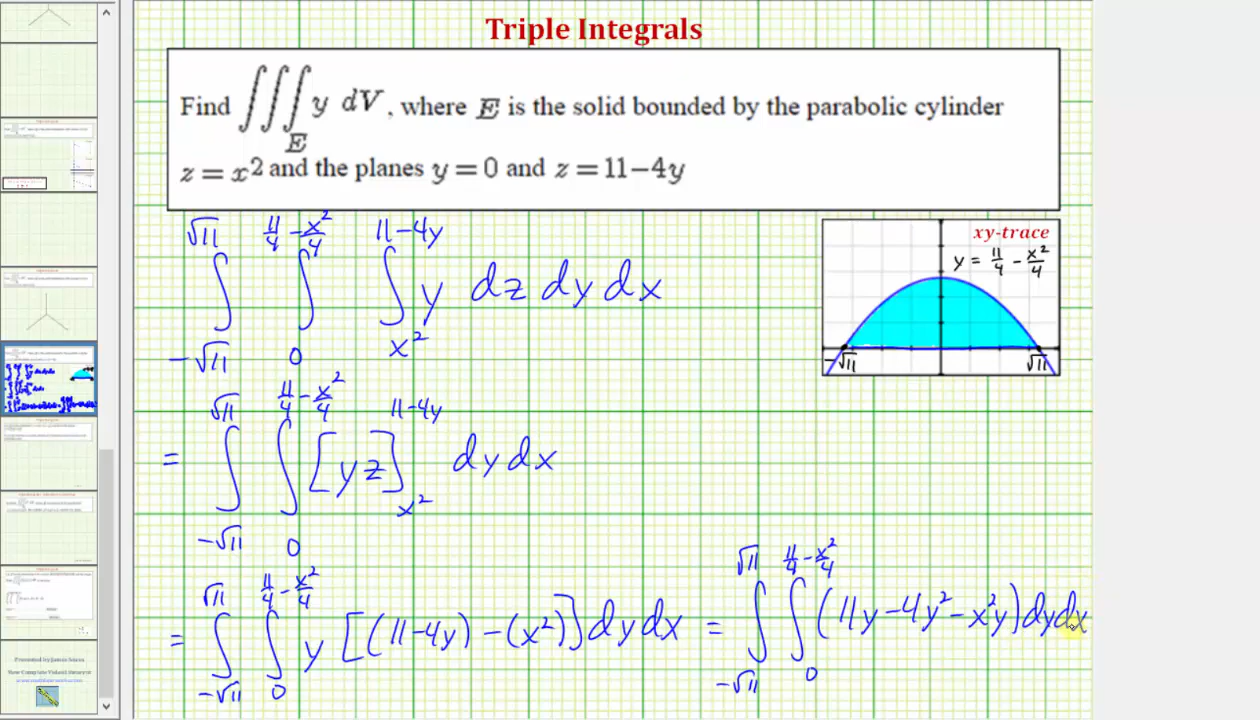 Triple Integrals
Find ∭_E y dV, where E is the solid bounded by the parabolic cylinder
z = x² and the planes y = 0 and z = 11−4y
xy-trace
y = 11/4 − x²/4
−√11 √11
∫_{−√11}^{√11} ∫_0^{11/4 − x²/4} ∫_{x²}^{11−4y} y dz dy dx
= ∫_{−√11}^{√11} ∫_0^{11/4 − x²/4} [yz]_{x²}^{11−4y} dy dx
= ∫_{−√11}^{√11} ∫_0^{11/4 − x²/4} y [(11−4y) − (x²)] dy dx = ∫_{−√11}^{√11} ∫_0^{11/4 − x²/4} (11y − 4y² − x²y) dy dx